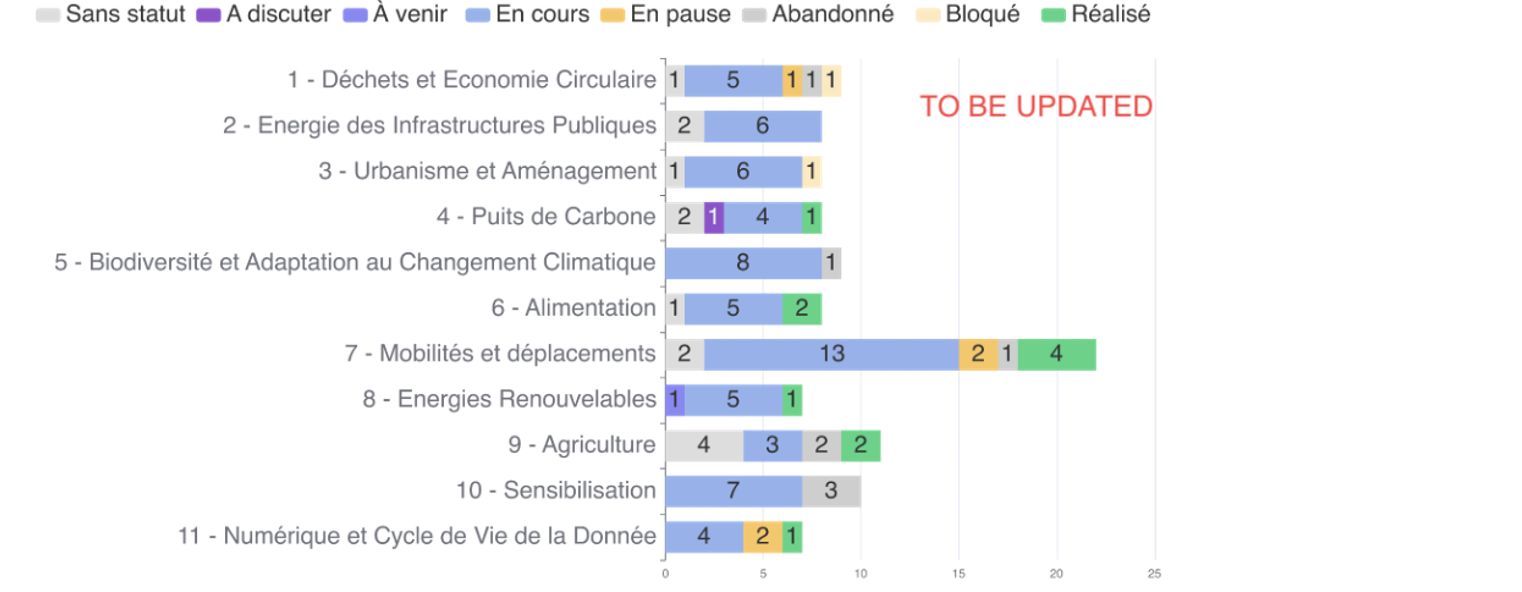 Sans statut A discuter À venir En cours En pause Abandonné Bloqué Réalisé
1 - Déchets et Economie Circulaire 1 5 1 1 1
TO BE UPDATED
2 - Energie des Infrastructures Publiques 2 6
3 - Urbanisme et Aménagement 1 6 1
4 - Puits de Carbone 2 1 4 1
5 - Biodiversité et Adaptation au Changement Climatique 8 1
6 - Alimentation 1 5 2
7 - Mobilités et déplacements 2 13 2 1 4
8 - Energies Renouvelables 1 5 1
9 - Agriculture 4 3 2 2
10 - Sensibilisation 7 3
11 - Numérique et Cycle de Vie de la Donnée 4 2 1
0 5 10 15 20 25